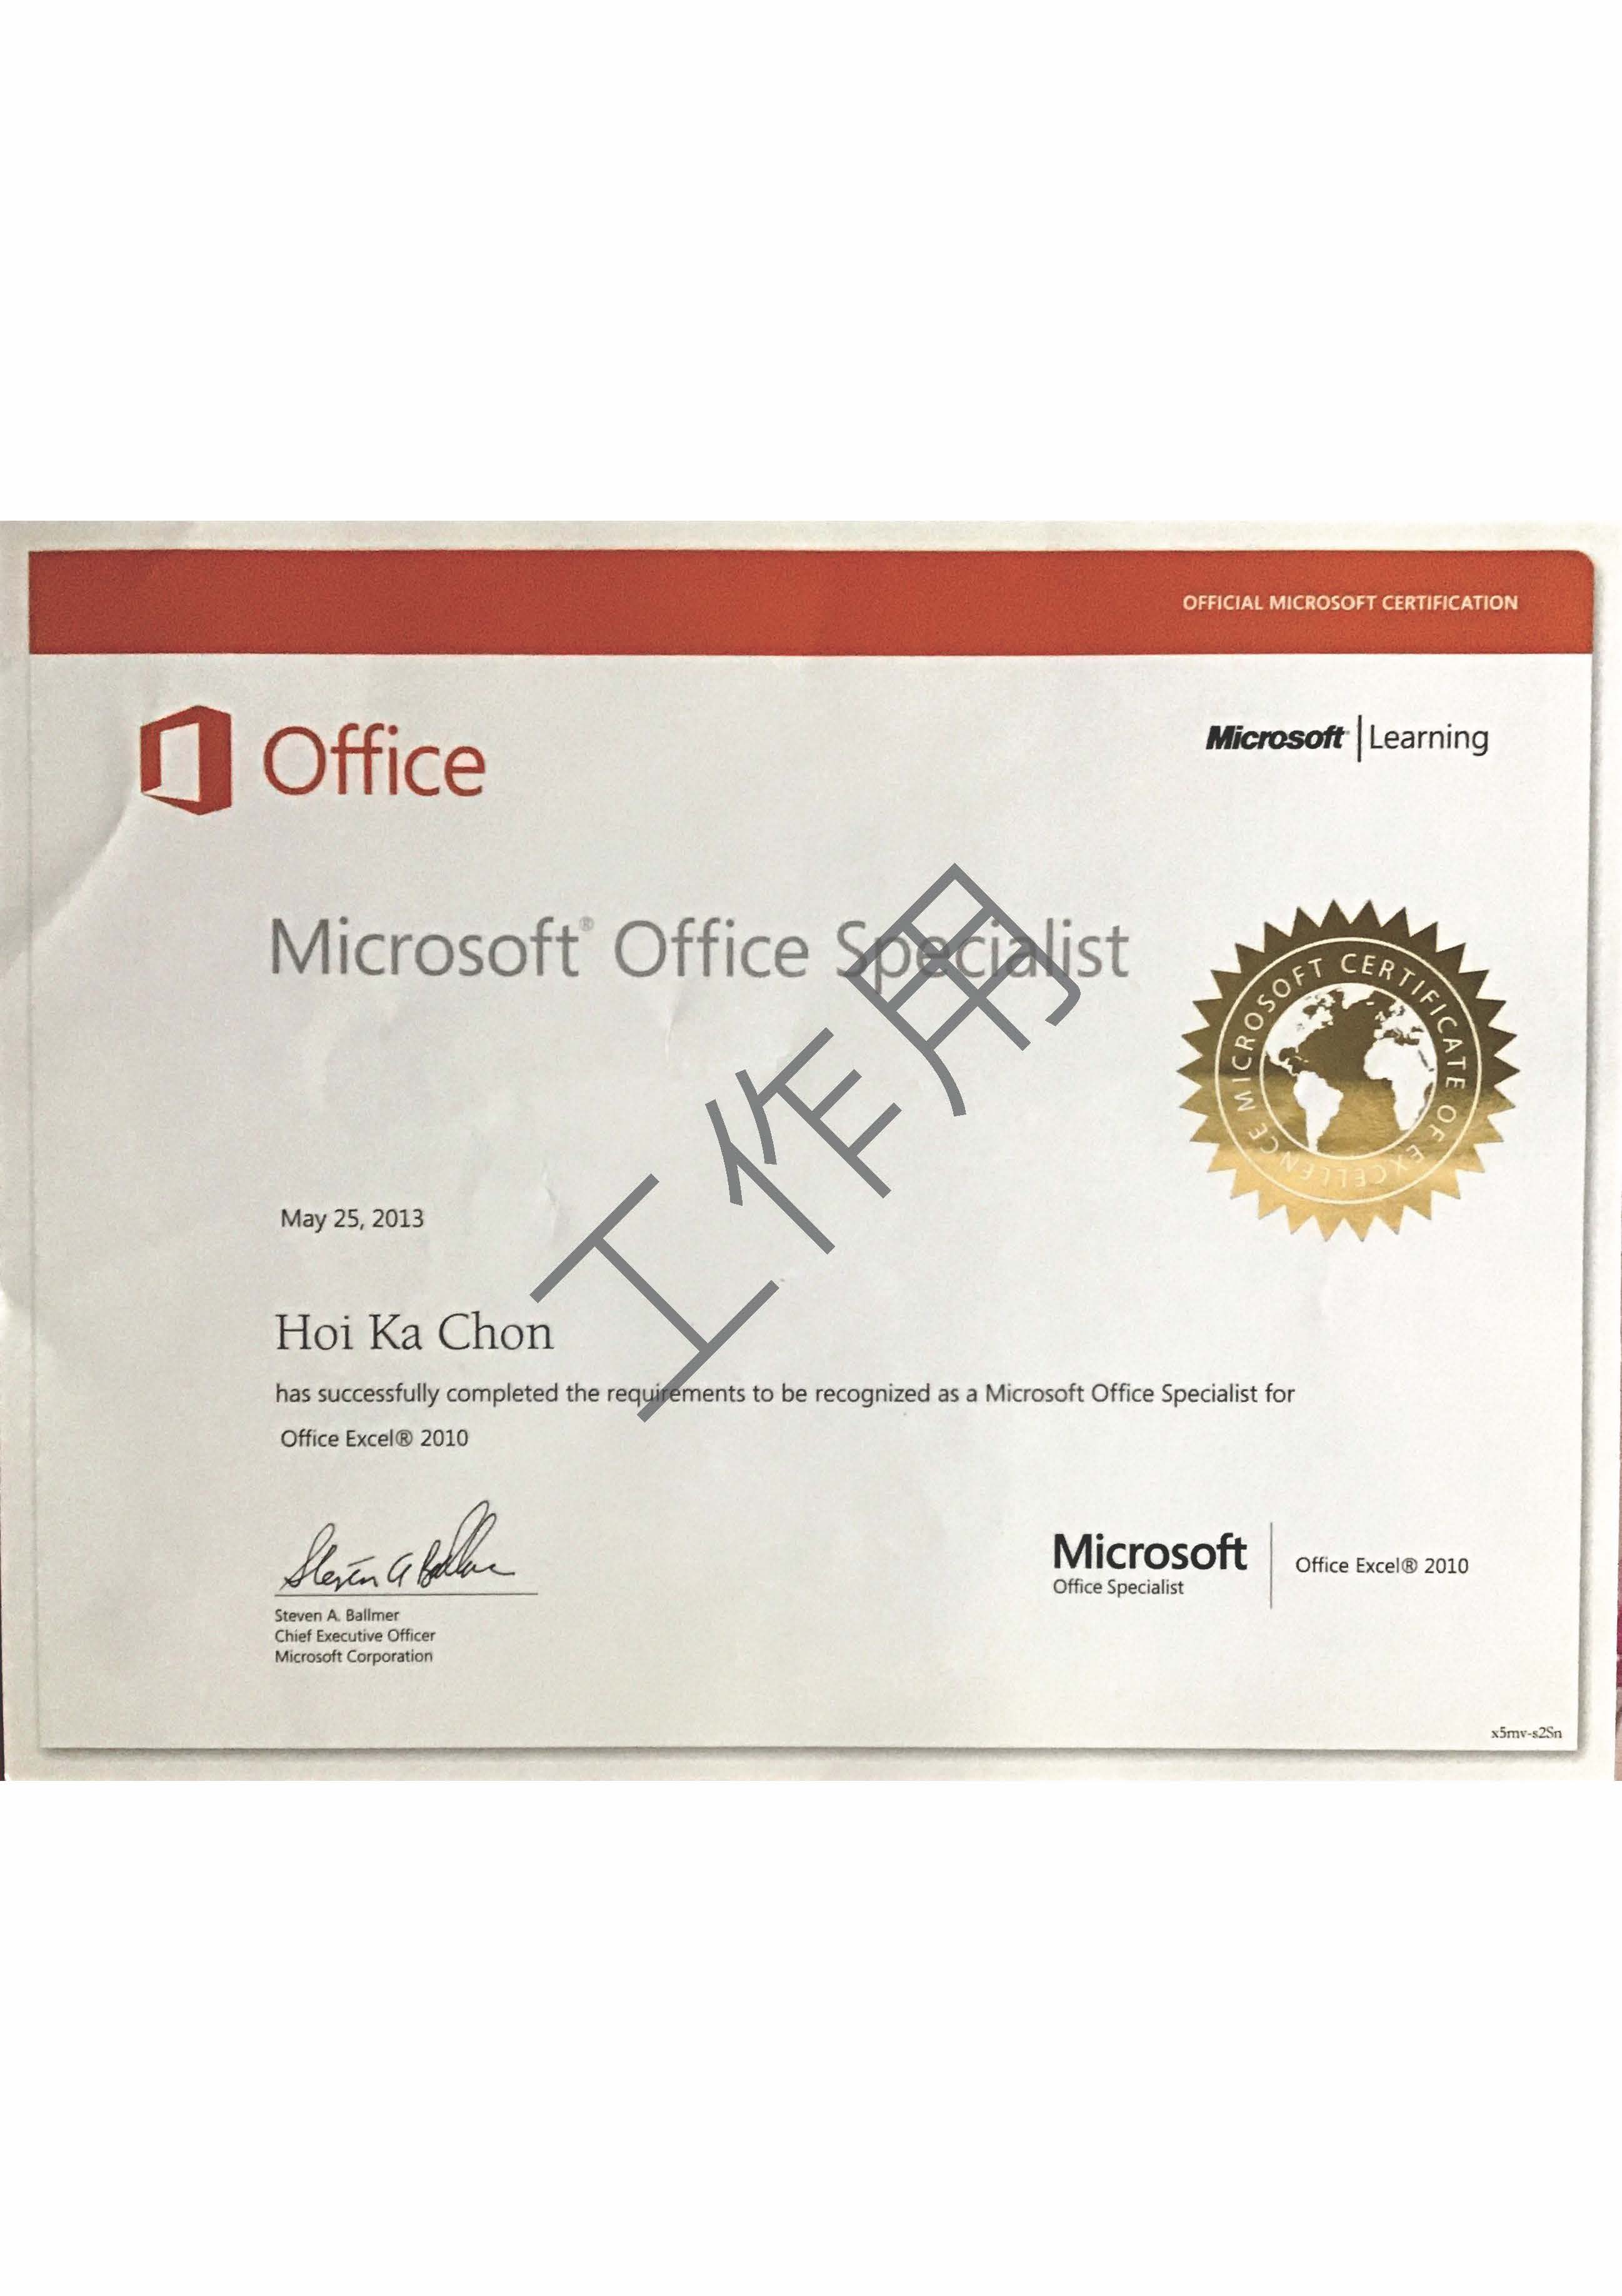 OFFICIAL MICROSOFT CERTIFICATION
Office
Microsoft | Learning
Microsoft® Office Specialist
MICROSOFT CERTIFICATE OF EXCELLENCE
工作用
May 25, 2013
Hoi Ka Chon
has successfully completed the requirements to be recognized as a Microsoft Office Specialist for
Office Excel® 2010
Steven A Ballmer
Steven A. Ballmer
Chief Executive Officer
Microsoft Corporation
Microsoft
Office Specialist
Office Excel® 2010
x5mv-s2Sn